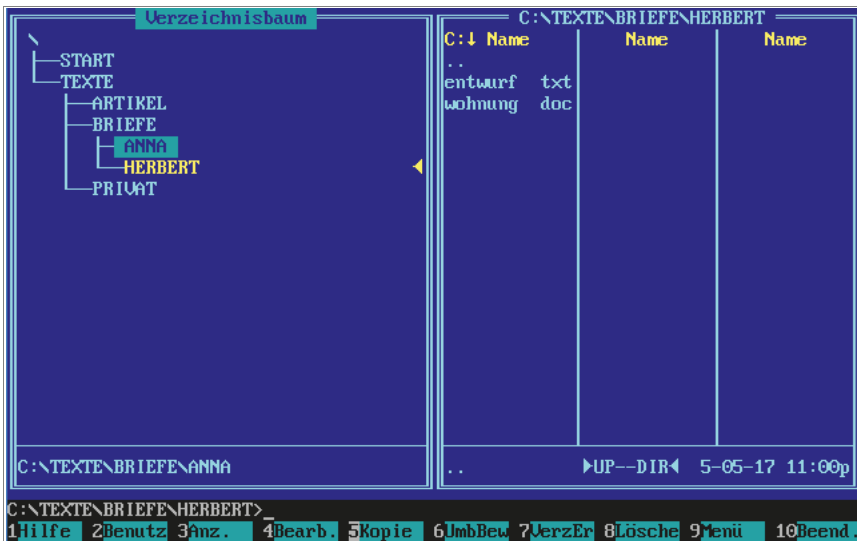 Verzeichnisbaum
\
START
TEXTE
ARTIKEL
BRIEFE
ANNA
HERBERT
PRIVAT
C:\TEXTE\BRIEFE\ANNA
C:\TEXTE\BRIEFE\HERBERT
C:↓ Name Name Name
..
entwurf txt
wohnung doc
.. ►UP--DIR◄ 5-05-17 11:00p
C:\TEXTE\BRIEFE\HERBERT>_
1Hilfe 2Benutz 3Anz. 4Bearb. 5Kopie 6UmbBew 7VerzEr 8Lösche 9Menü 10Beend.